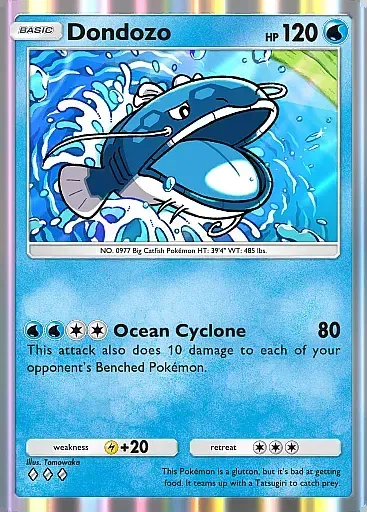 BASIC Dondozo HP 120
NO. 0977 Big Catfish Pokémon HT: 39'4" WT: 485 lbs.
Ocean Cyclone 80
This attack also does 10 damage to each of your
opponent's Benched Pokémon.
weakness +20 retreat
Illus. Tomowaka
This Pokémon is a glutton, but it's bad at getting
food. It teams up with a Tatsugiri to catch prey.